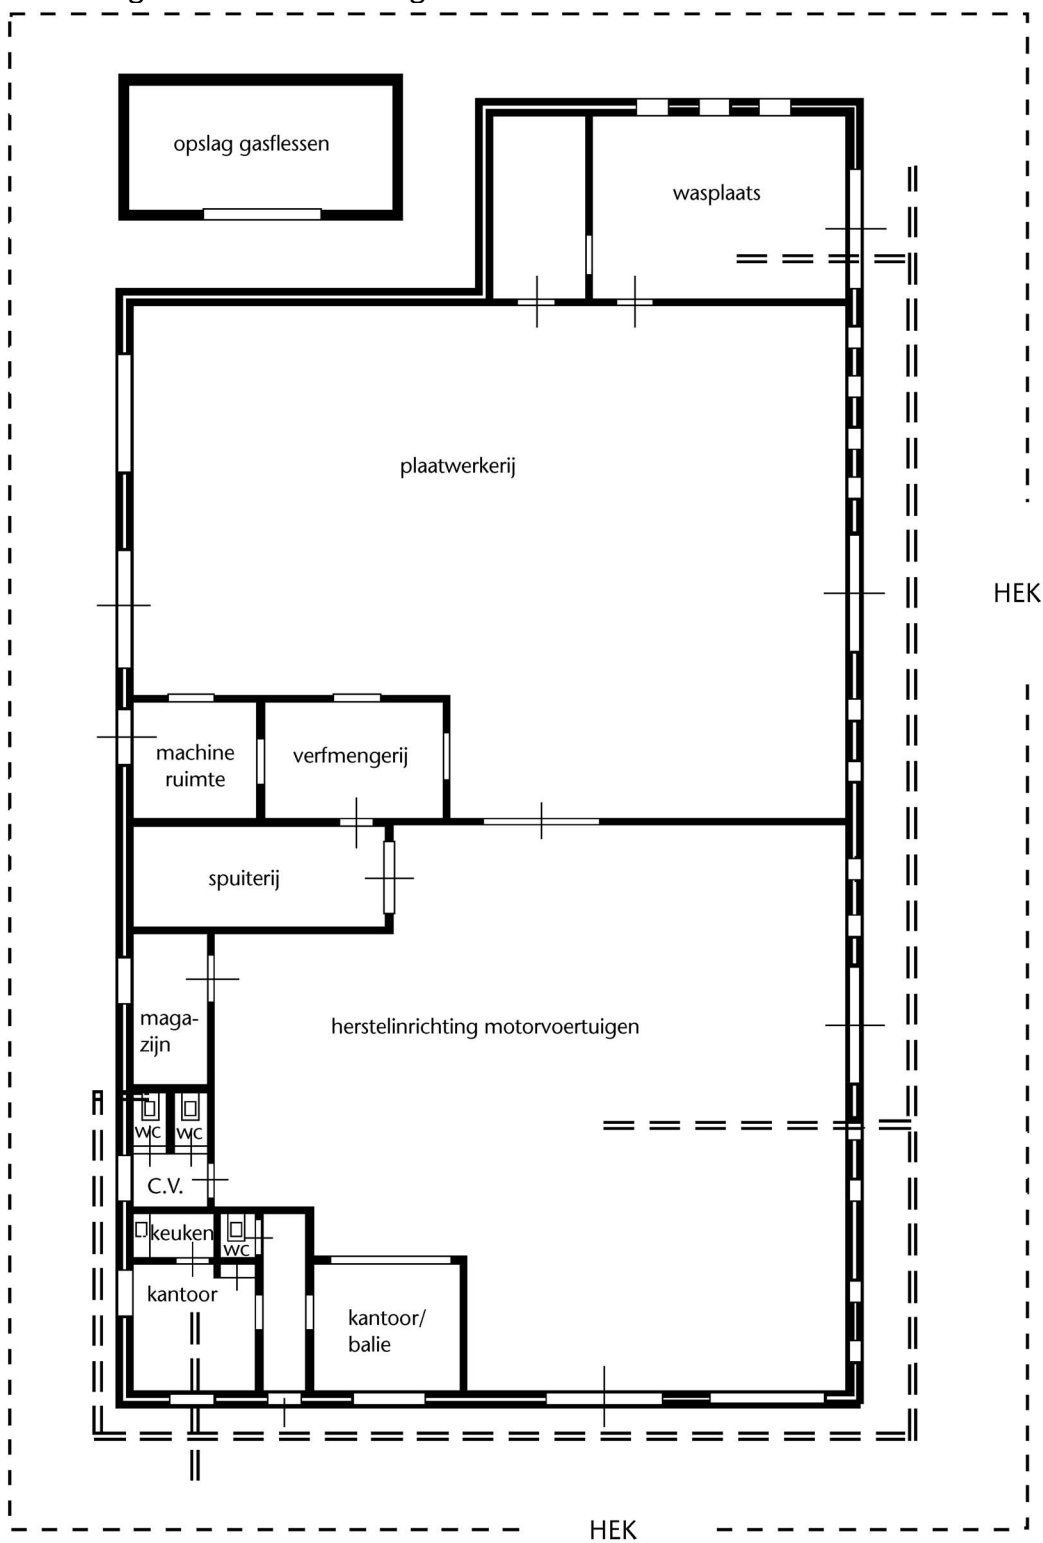 opslag gasflessen
wasplaats
plaatwerkerij
HEK
machine
ruimte
verfmengerij
spuiterij
maga-
zijn
herstelinrichting motorvoertuigen
wc
wc
C.V.
keuken
wc
kantoor
kantoor/
balie
HEK